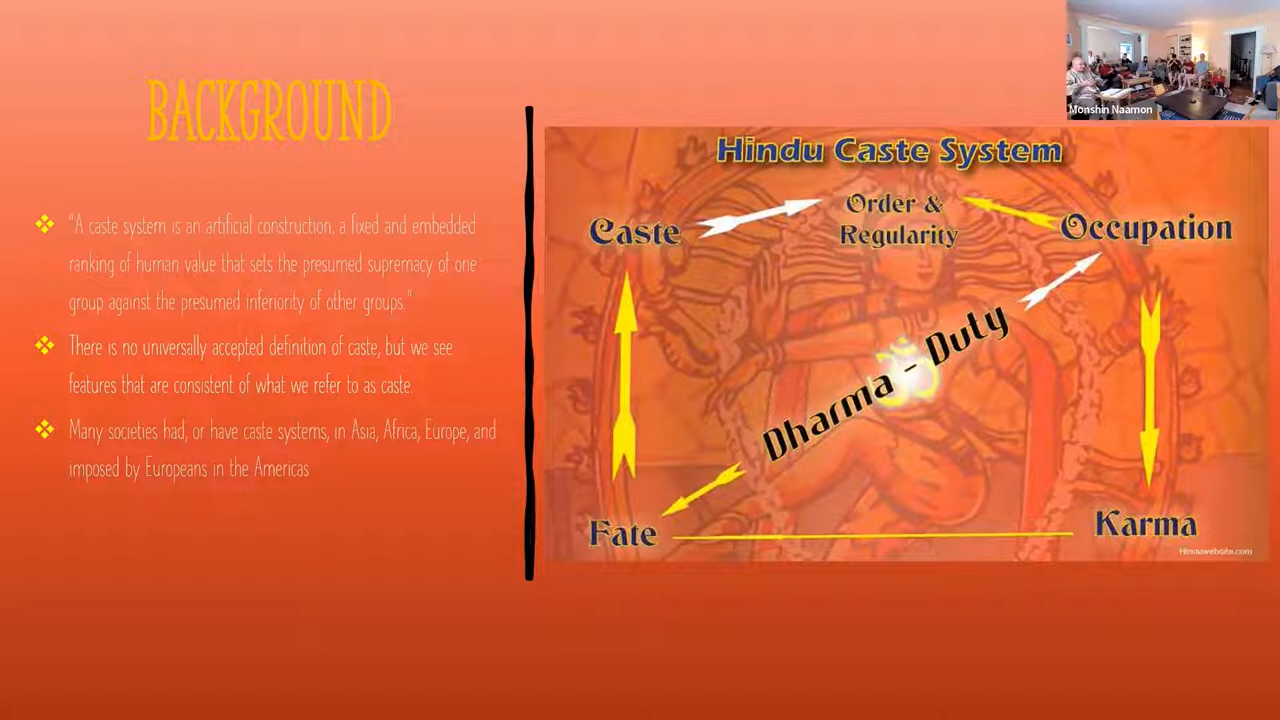 BACKGROUND
❖ "A caste system is an artificial construction, a fixed and embedded
ranking of human value that sets the presumed supremacy of one
group against the presumed inferiority of other groups."
❖ There is no universally accepted definition of caste, but we see
features that are consistent of what we refer to as caste.
❖ Many societies had, or have caste systems, in Asia, Africa, Europe, and
imposed by Europeans in the Americas
Monshin Naamon
Hindu Caste System
Caste
Order &
Regularity
Occupation
Dharma - Duty
Fate
Karma
Hinduwebsite.com